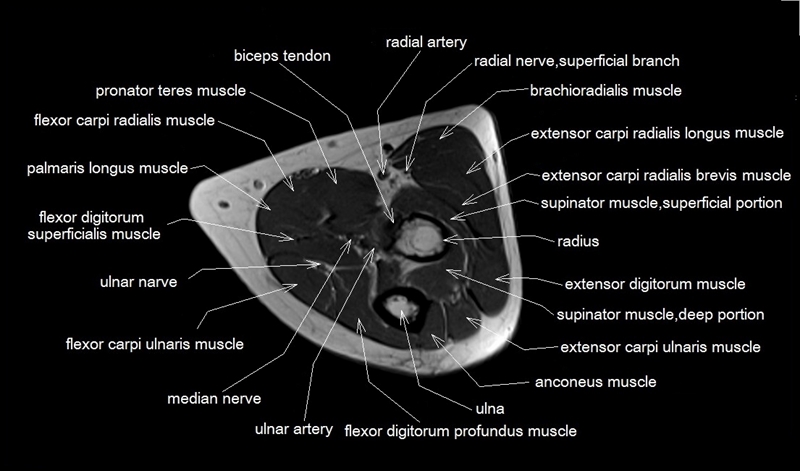 radial artery
biceps tendon
radial nerve,superficial branch
pronator teres muscle
brachioradialis muscle
flexor carpi radialis muscle
extensor carpi radialis longus muscle
palmaris longus muscle
extensor carpi radialis brevis muscle
supinator muscle,superficial portion
flexor digitorum
superficialis muscle
radius
ulnar narve
extensor digitorum muscle
supinator muscle,deep portion
flexor carpi ulnaris muscle
extensor carpi ulnaris muscle
anconeus muscle
median nerve
ulna
ulnar artery
flexor digitorum profundus muscle